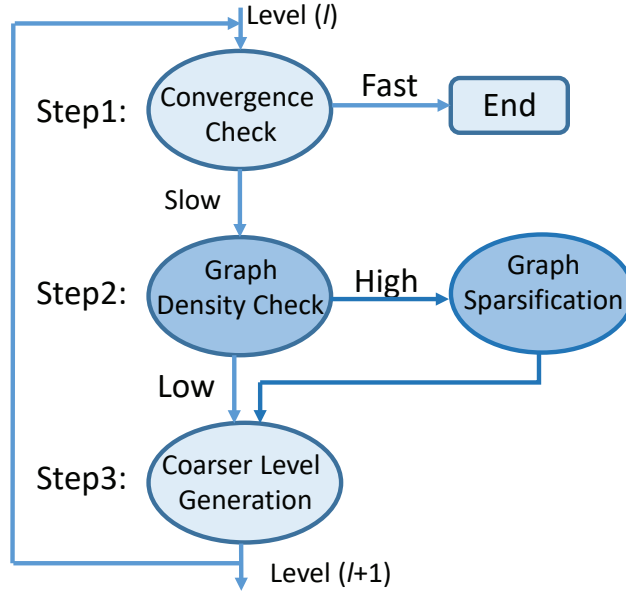 Level (l)
Step1:
Convergence
Check
Fast
End
Slow
Step2:
Graph
Density Check
High
Graph
Sparsification
Low
Step3:
Coarser Level
Generation
Level (l+1)